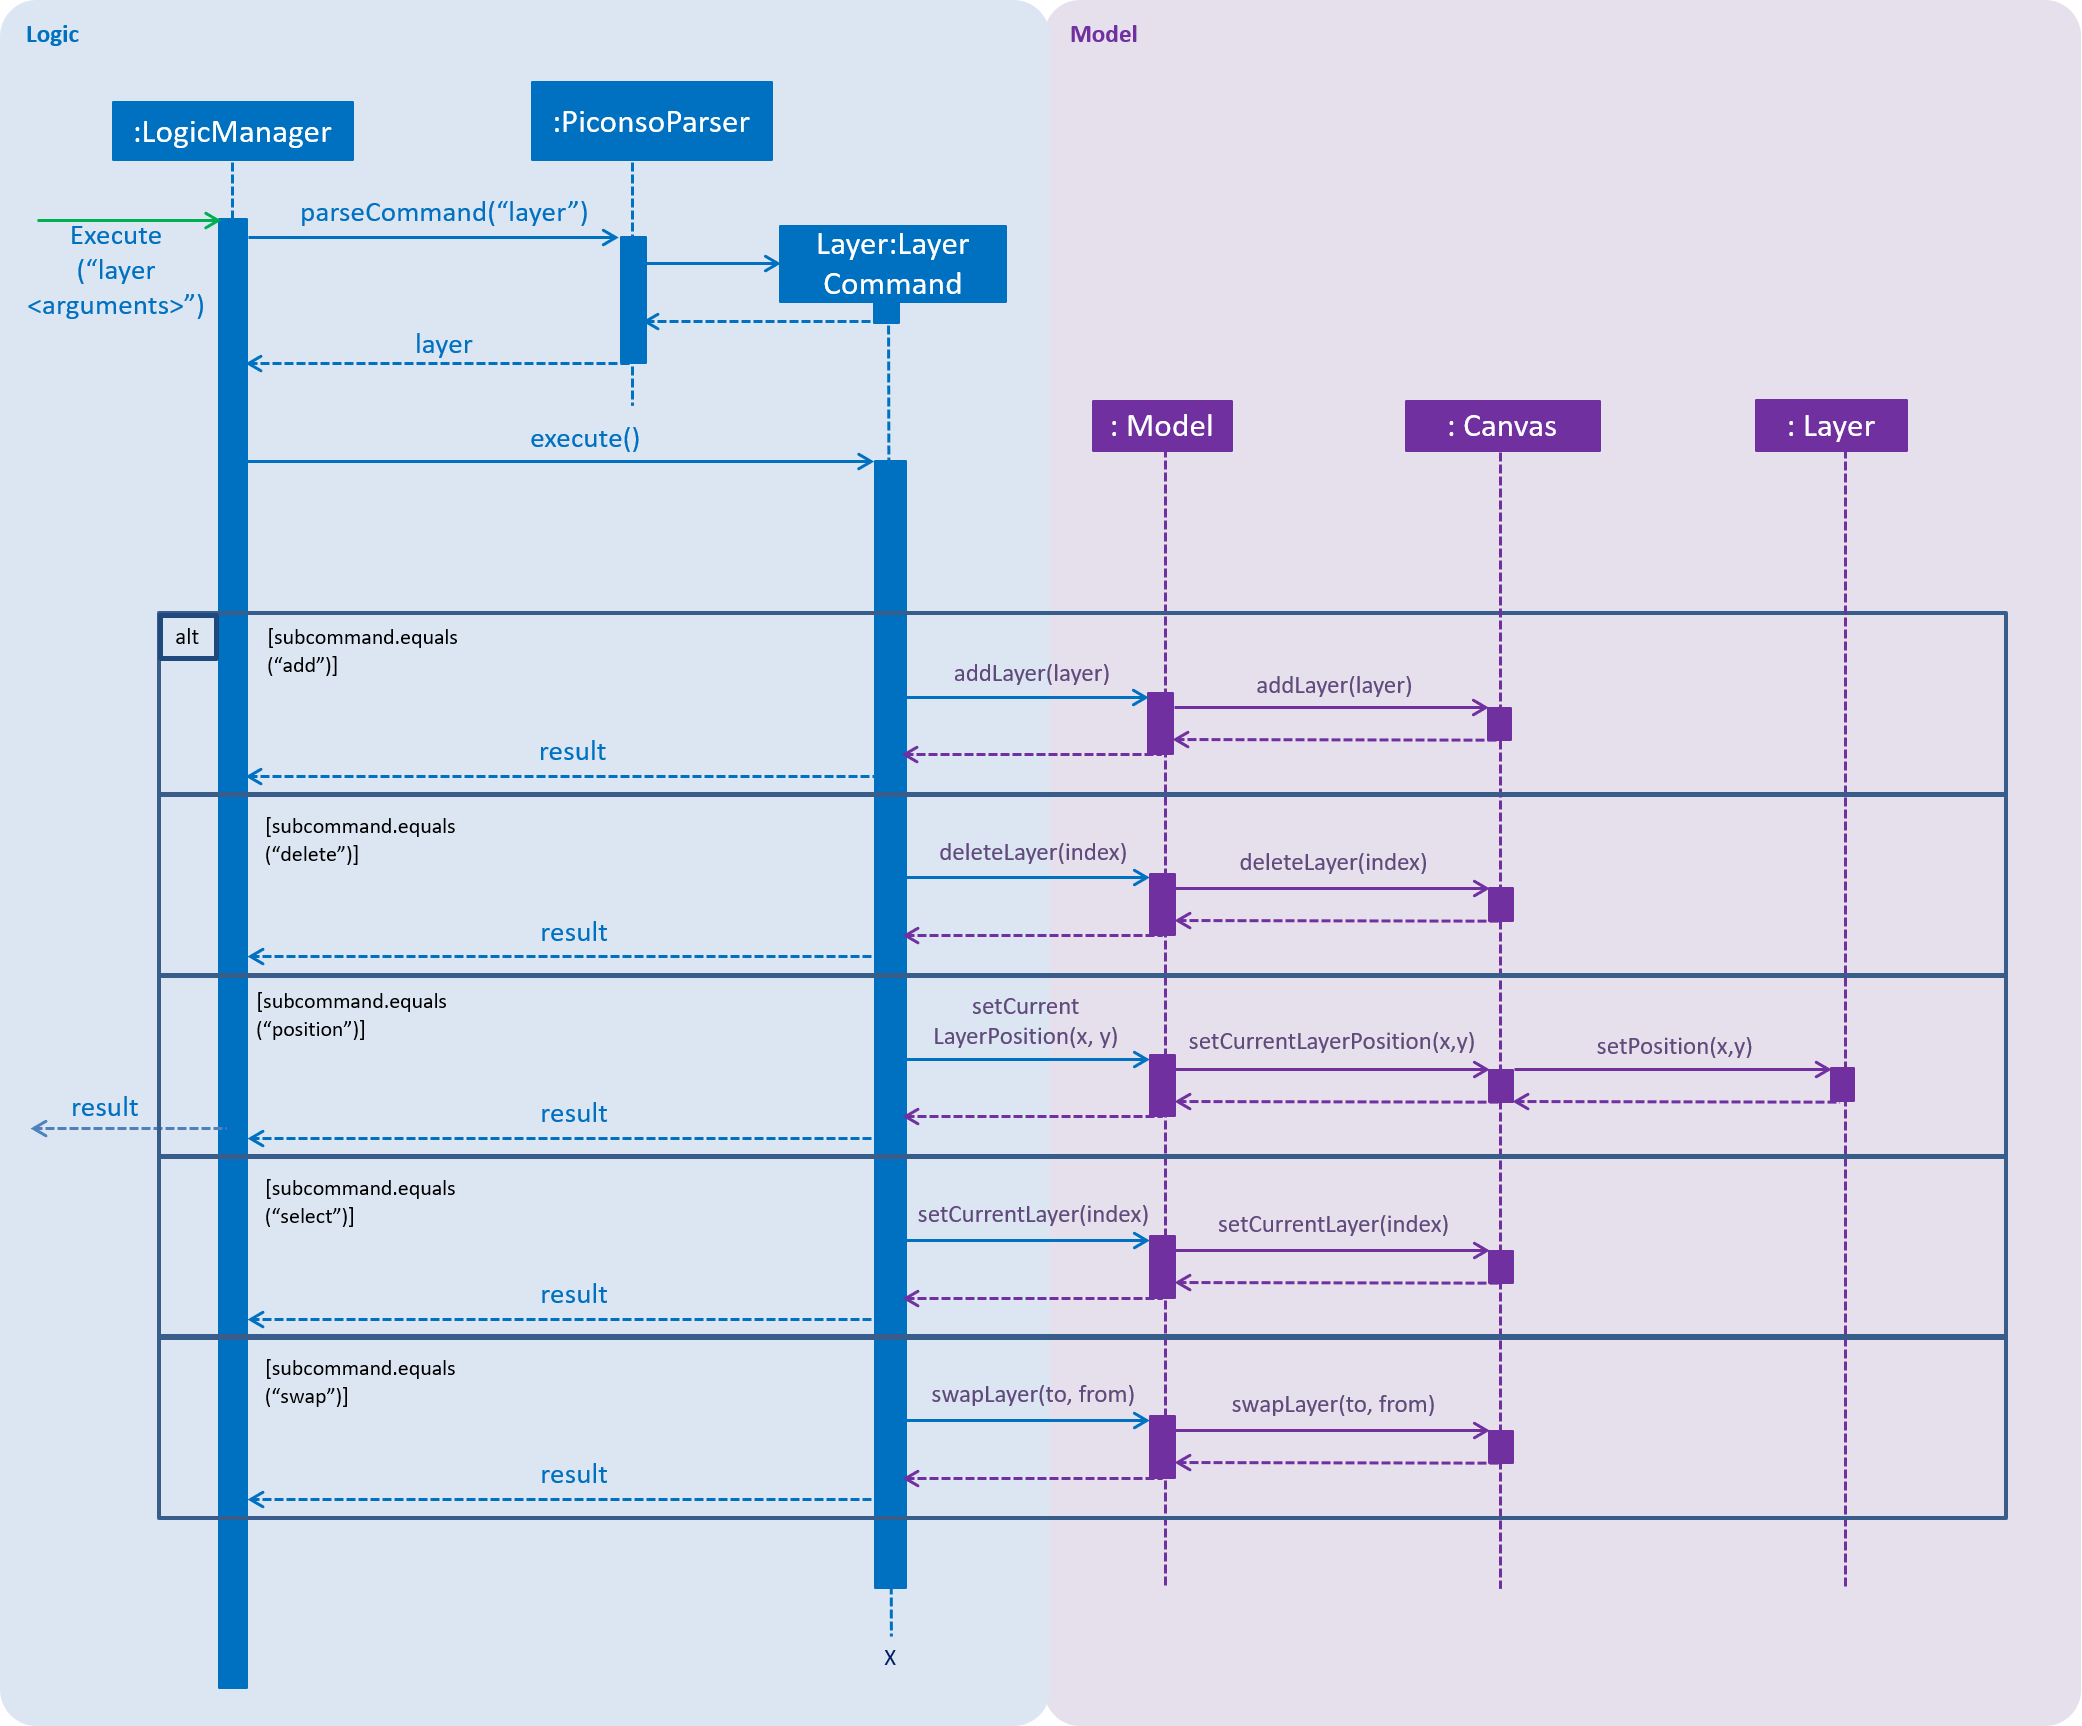 Logic
Model
:LogicManager
:PiconsoParser
parseCommand(“layer”)
Execute
(“layer
<arguments>”)
Layer:Layer
Command
layer
execute()
: Model
: Canvas
: Layer
alt
[subcommand.equals
(“add”)]
addLayer(layer)
addLayer(layer)
result
[subcommand.equals
(“delete”)]
deleteLayer(index)
deleteLayer(index)
result
[subcommand.equals
(“position”)]
setCurrent
LayerPosition(x, y)
setCurrentLayerPosition(x,y)
setPosition(x,y)
result
result
[subcommand.equals
(“select”)]
setCurrentLayer(index)
setCurrentLayer(index)
result
[subcommand.equals
(“swap”)]
swapLayer(to, from)
swapLayer(to, from)
result
X